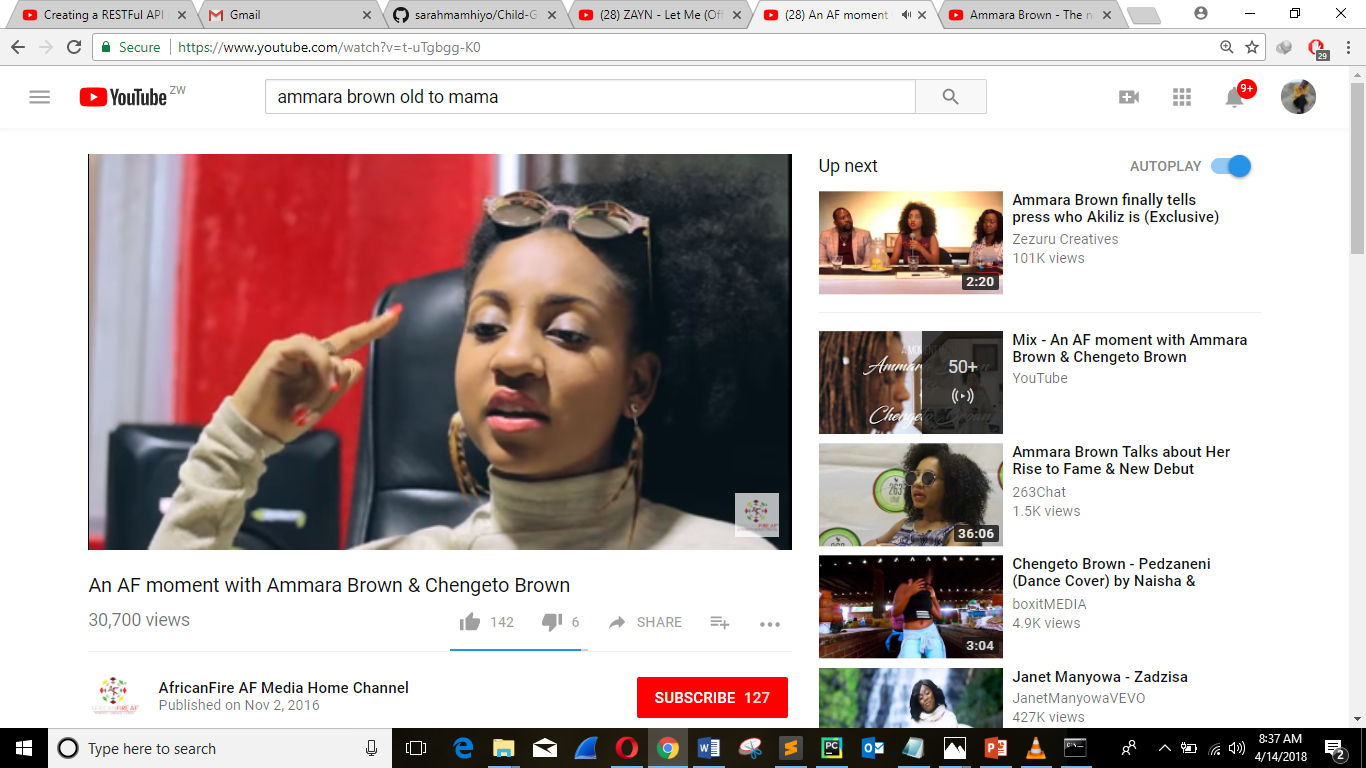 Creating a RESTFul API
Gmail
sarahmamhiyo/Child-G
(28) ZAYN - Let Me (Off
(28) An AF moment
Ammara Brown - The n
Secure
https://www.youtube.com/watch?v=t-uTgbgg-K0
29
YouTube ZW
ammara brown old to mama
9+
An AF moment with Ammara Brown & Chengeto Brown
30,700 views
142
6
SHARE
AfricanFire AF Media Home Channel
Published on Nov 2, 2016
SUBSCRIBE 127
Up next
AUTOPLAY
Ammara Brown finally tells
press who Akiliz is (Exclusive)
Zezuru Creatives
101K views
2:20
Mix - An AF moment with Ammara
Brown & Chengeto Brown
YouTube
50+
Ammara Brown Talks about Her
Rise to Fame & New Debut
263Chat
1.5K views
36:06
Chengeto Brown - Pedzaneni
(Dance Cover) by Naisha &
boxitMEDIA
4.9K views
3:04
Janet Manyowa - Zadzisa
JanetManyowaVEVO
427K views
Type here to search
8:37 AM
4/14/2018
2